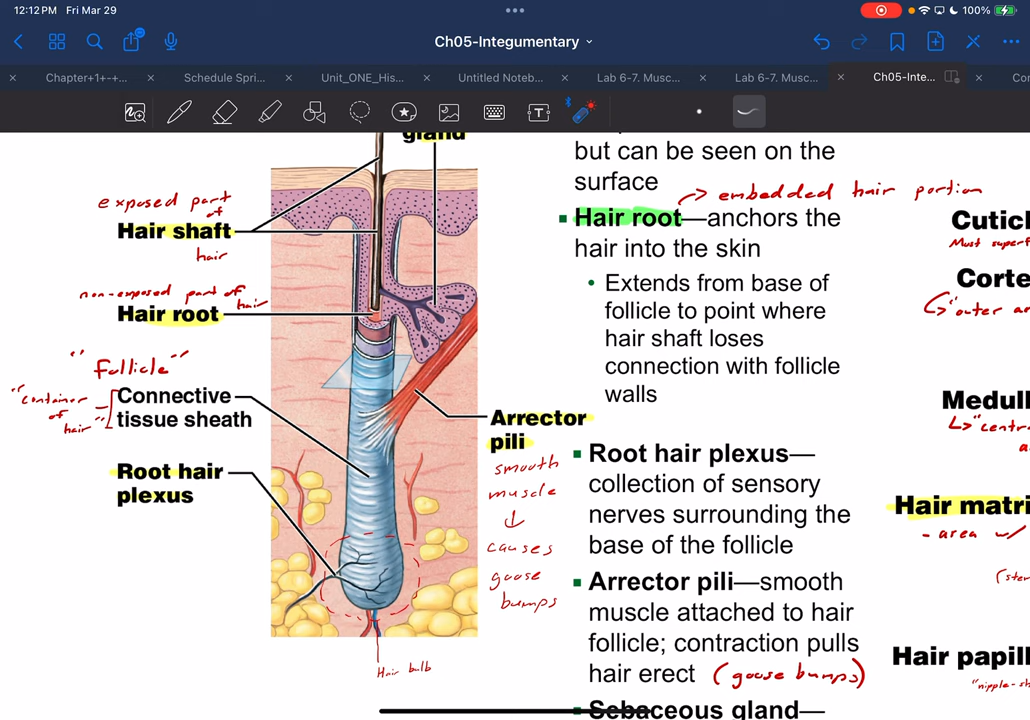 12:12 PM Fri Mar 29
100%
Ch05-Integumentary
Chapter+1+-+...
Schedule Spri...
Unit_ONE_His...
Untitled Noteb...
Lab 6-7. Musc...
Lab 6-7. Musc...
Ch05-Inte...
Cor
gland
exposed part
of
Hair shaft
hair
non-exposed part of
hair
Hair root
"Follicle"
"container
of
hair"
Connective
tissue sheath
Root hair
plexus
Arrector
pili
smooth
muscle
↓
causes
goose
bumps
Hair bulb
but can be seen on the
surface
embedded hair portion
▪ Hair root—anchors the
hair into the skin
• Extends from base of
follicle to point where
hair shaft loses
connection with follicle
walls
▪ Root hair plexus—
collection of sensory
nerves surrounding the
base of the follicle
▪ Arrector pili—smooth
muscle attached to hair
follicle; contraction pulls
hair erect (goose bumps)
▪ Sebaceous gland—
Cuticl
Most superf
Corte
"outer ar
Medull
"centr
a
Hair matri
- area w/
(ste
Hair papill
"nipple-sh